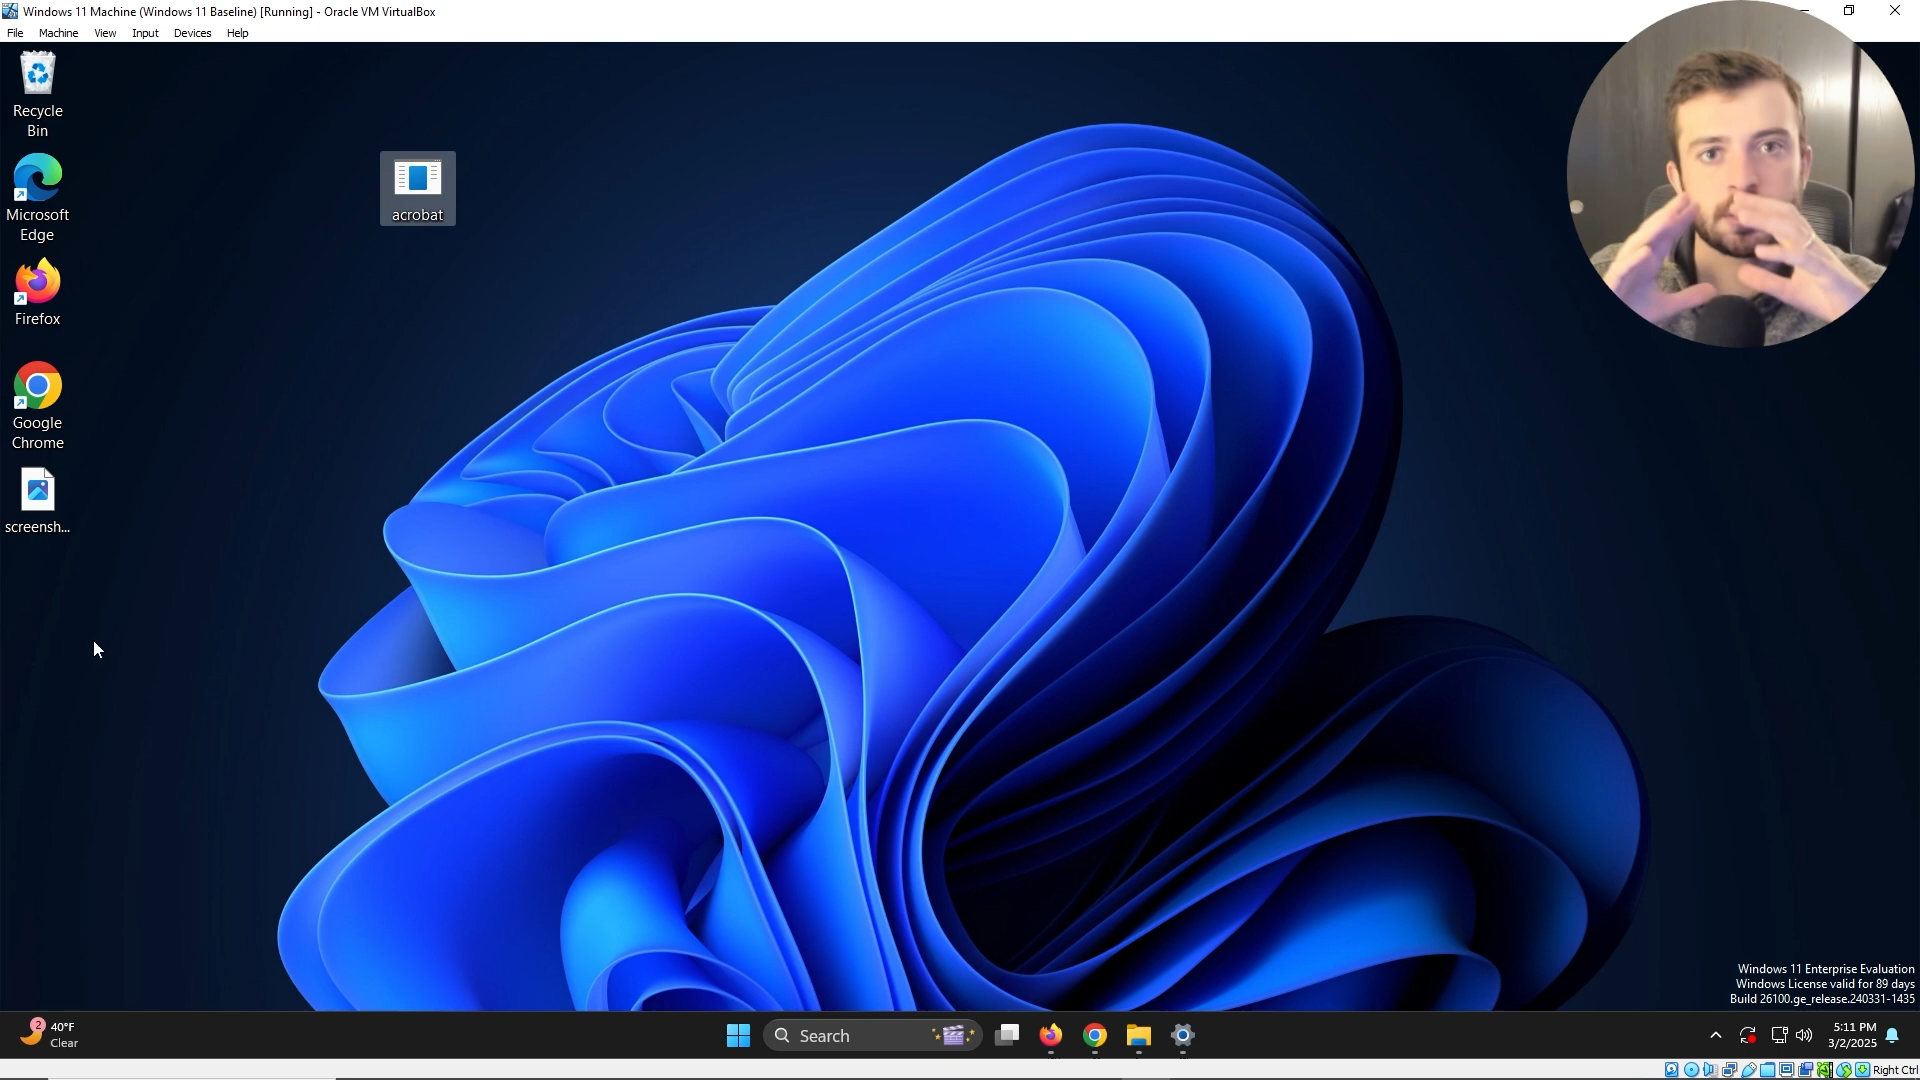 Windows 11 Machine (Windows 11 Baseline) [Running] - Oracle VM VirtualBox
File Machine View Input Devices Help
Recycle
Bin
Microsoft
Edge
Firefox
Google
Chrome
screensh...
acrobat
Windows 11 Enterprise Evaluation
Windows License valid for 89 days
Build 26100.ge_release.240331-1435
2
40°F
Clear
Search
5:11 PM
3/2/2025
Right Ctrl